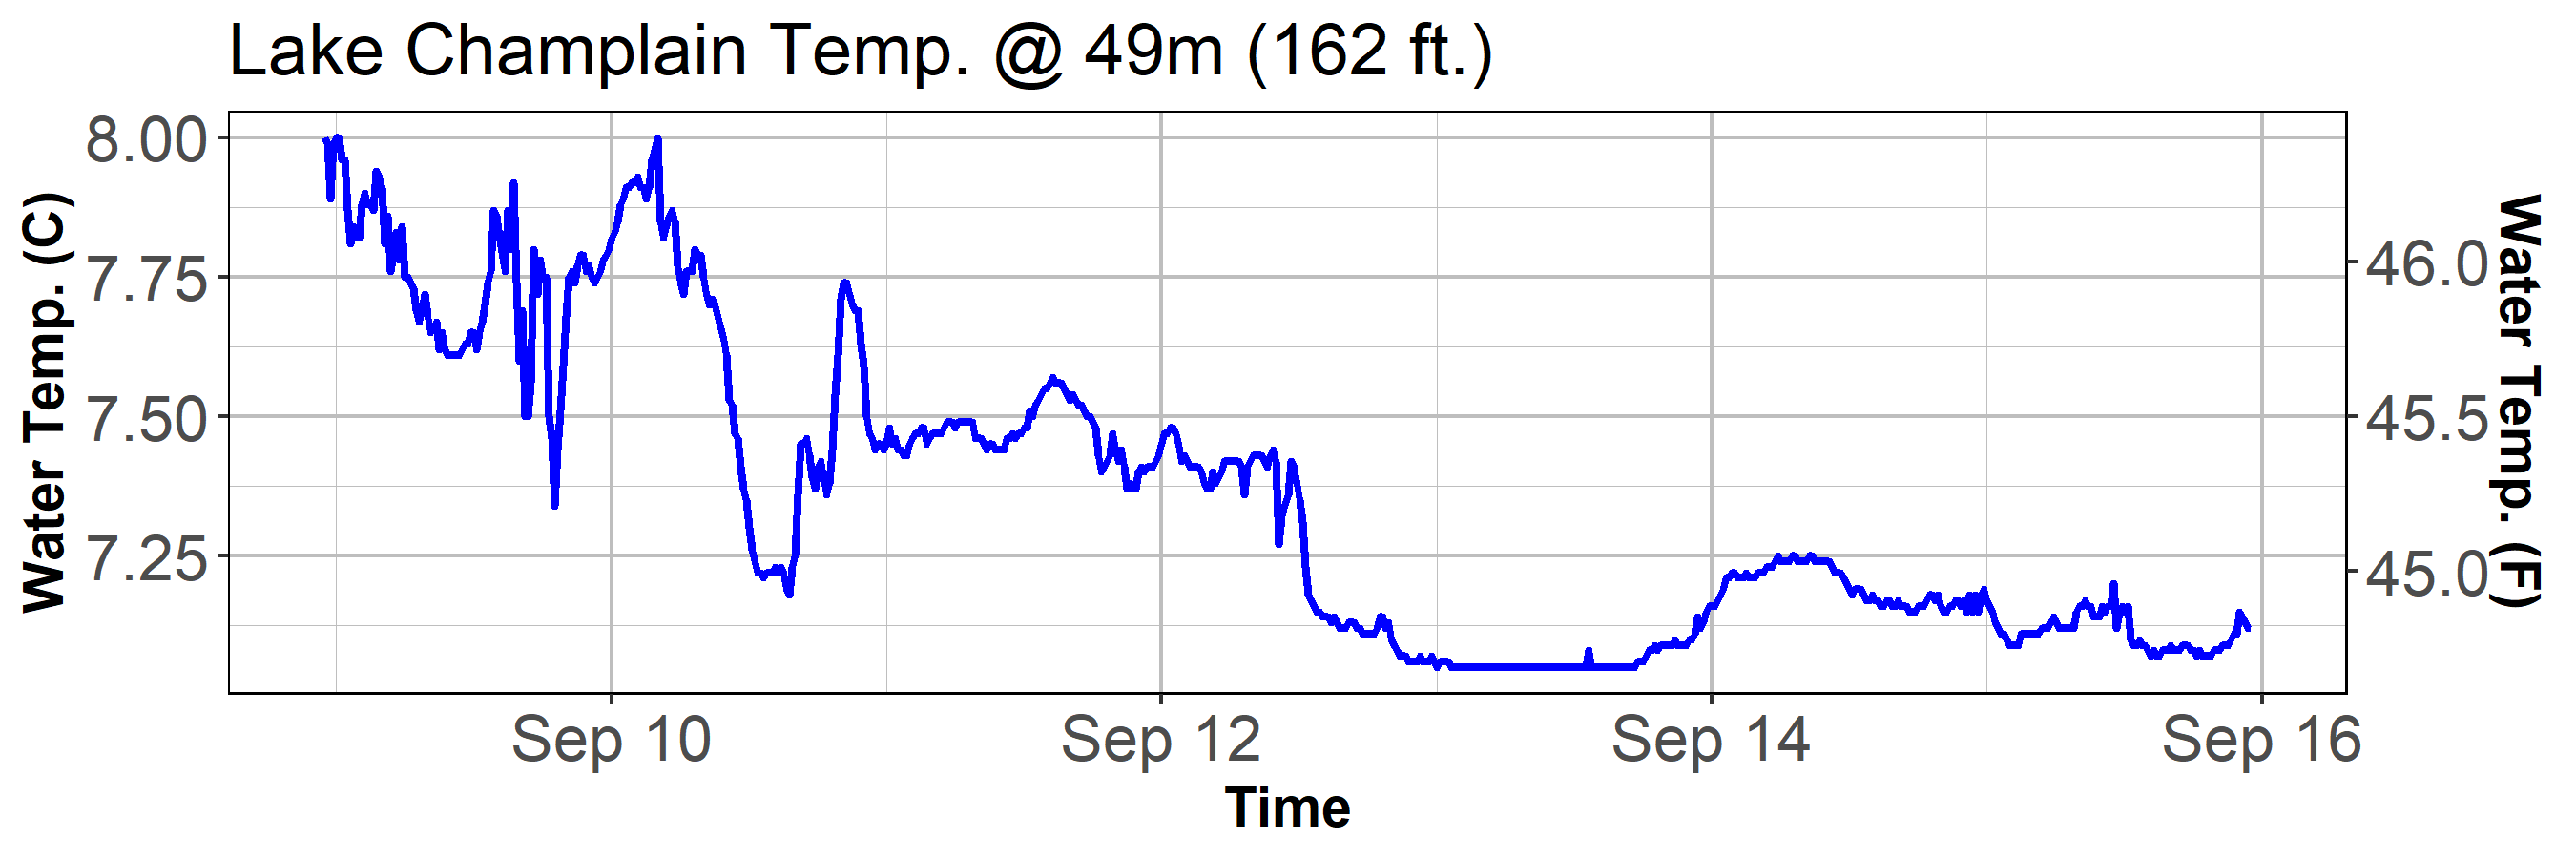 Lake Champlain Temp. @ 49m (162 ft.)
Water Temp. (C)
8.00
7.75
7.50
7.25
46.0
45.5
45.0
Water Temp. (F)
Sep 10 Sep 12 Sep 14 Sep 16
Time